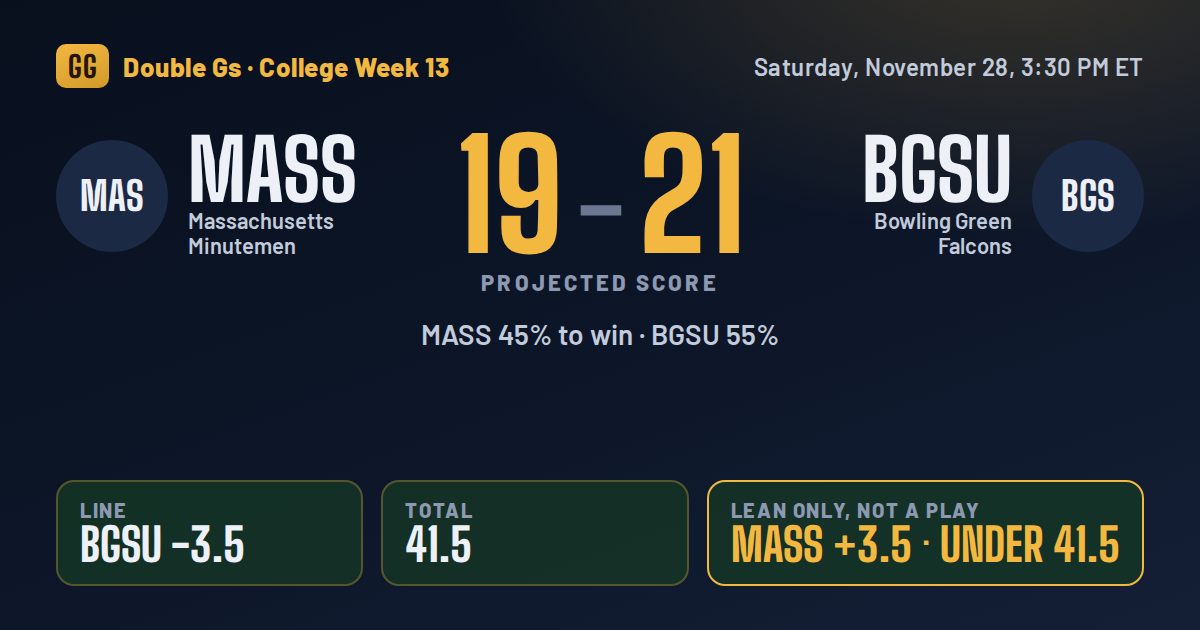 GG Double Gs · College Week 13
Saturday, November 28, 3:30 PM ET
MAS
MASS
Massachusetts
Minutemen
19 – 21
PROJECTED SCORE
MASS 45% to win · BGSU 55%
BGSU
Bowling Green
Falcons
BGS
LINE
BGSU −3.5
TOTAL
41.5
LEAN ONLY, NOT A PLAY
MASS +3.5 · UNDER 41.5